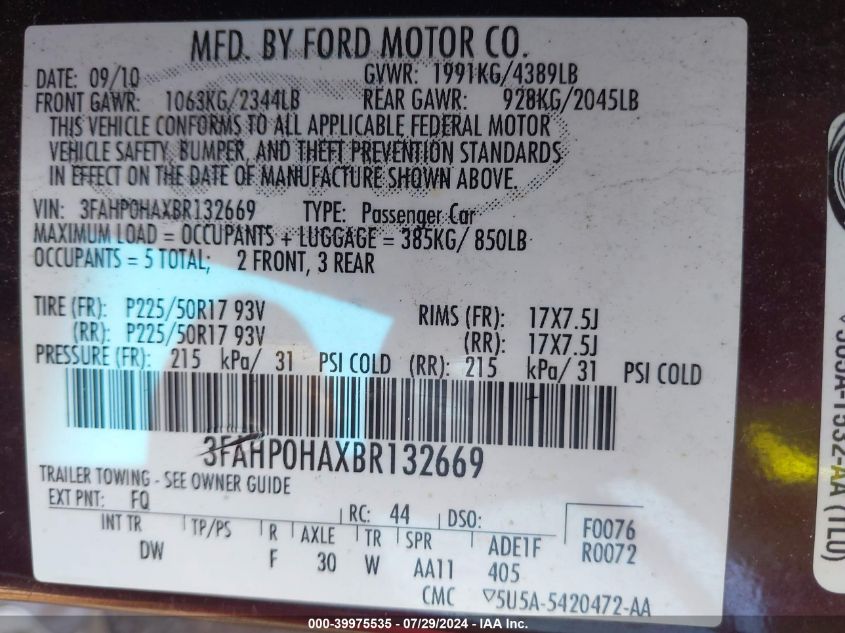 MFD. BY FORD MOTOR CO.
DATE: 09/10 GVWR: 1991KG/4389LB
FRONT GAWR: 1063KG/2344LB REAR GAWR: 928KG/2045LB
THIS VEHICLE CONFORMS TO ALL APPLICABLE FEDERAL MOTOR
VEHICLE SAFETY, BUMPER, AND THEFT PREVENTION STANDARDS
IN EFFECT ON THE DATE OF MANUFACTURE SHOWN ABOVE.
VIN: 3FAHP0HAXBR132669 TYPE: Passenger Car
MAXIMUM LOAD = OCCUPANTS + LUGGAGE = 385KG/ 850LB
OCCUPANTS = 5 TOTAL; 2 FRONT, 3 REAR
TIRE (FR): P225/50R17 93V RIMS (FR): 17X7.5J
(RR): P225/50R17 93V (RR): 17X7.5J
PRESSURE (FR): 215 kPa/ 31 PSI COLD (RR): 215 kPa/ 31 PSI COLD
3FAHP0HAXBR132669
TRAILER TOWING - SEE OWNER GUIDE
EXT PNT: FQ RC: 44 DSO: F0076
INT TR TP/PS R AXLE TR SPR ADE1F R0072
DW F 30 W AA11 405
CMC ▽5U5A-5420472-AA
000-39975535 - 07/29/2024 - IAA Inc.